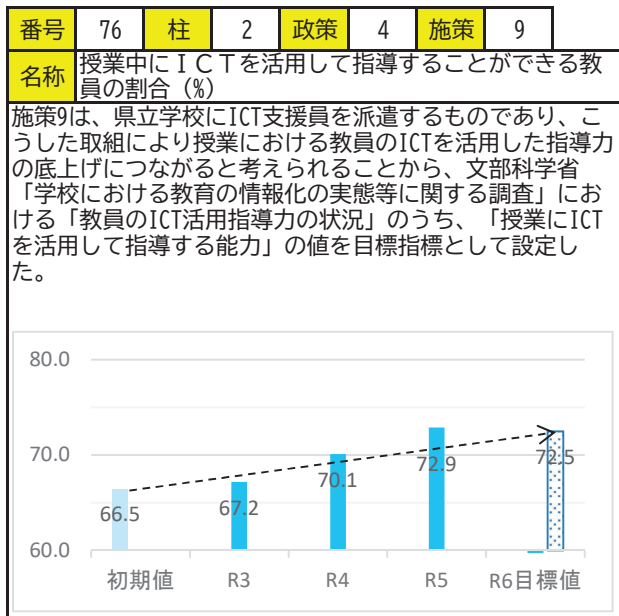 番号 76 柱 2 政策 4 施策 9
名称 授業中にＩＣＴを活用して指導することができる教
員の割合（%）
施策9は、県立学校にICT支援員を派遣するものであり、こ
うした取組により授業における教員のICTを活用した指導力
の底上げにつながると考えられることから、文部科学省
「学校における教育の情報化の実態等に関する調査」にお
ける「教員のICT活用指導力の状況」のうち、「授業にICT
を活用して指導する能力」の値を目標指標として設定し
た。
80.0
70.0
60.0
66.5
67.2
70.1
72.9
72.5
初期値 R3 R4 R5 R6目標値